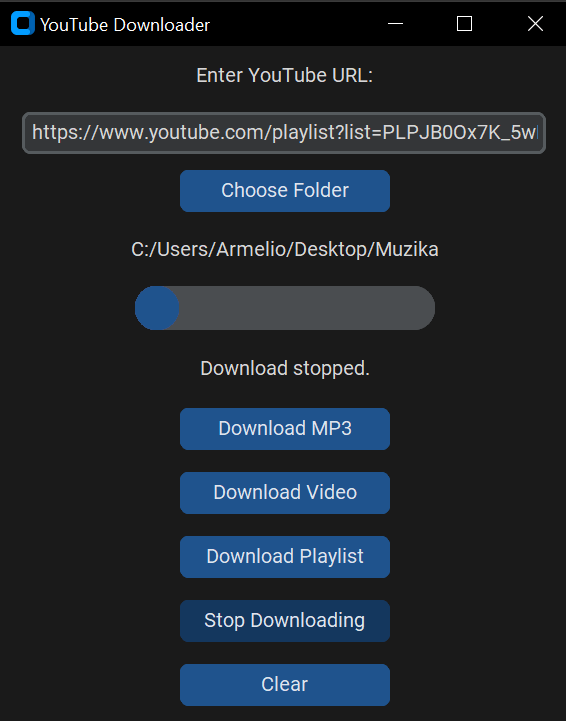 YouTube Downloader
Enter YouTube URL:
https://www.youtube.com/playlist?list=PLPJB0Ox7K_5w
Choose Folder
C:/Users/Armelio/Desktop/Muzika
Download stopped.
Download MP3
Download Video
Download Playlist
Stop Downloading
Clear